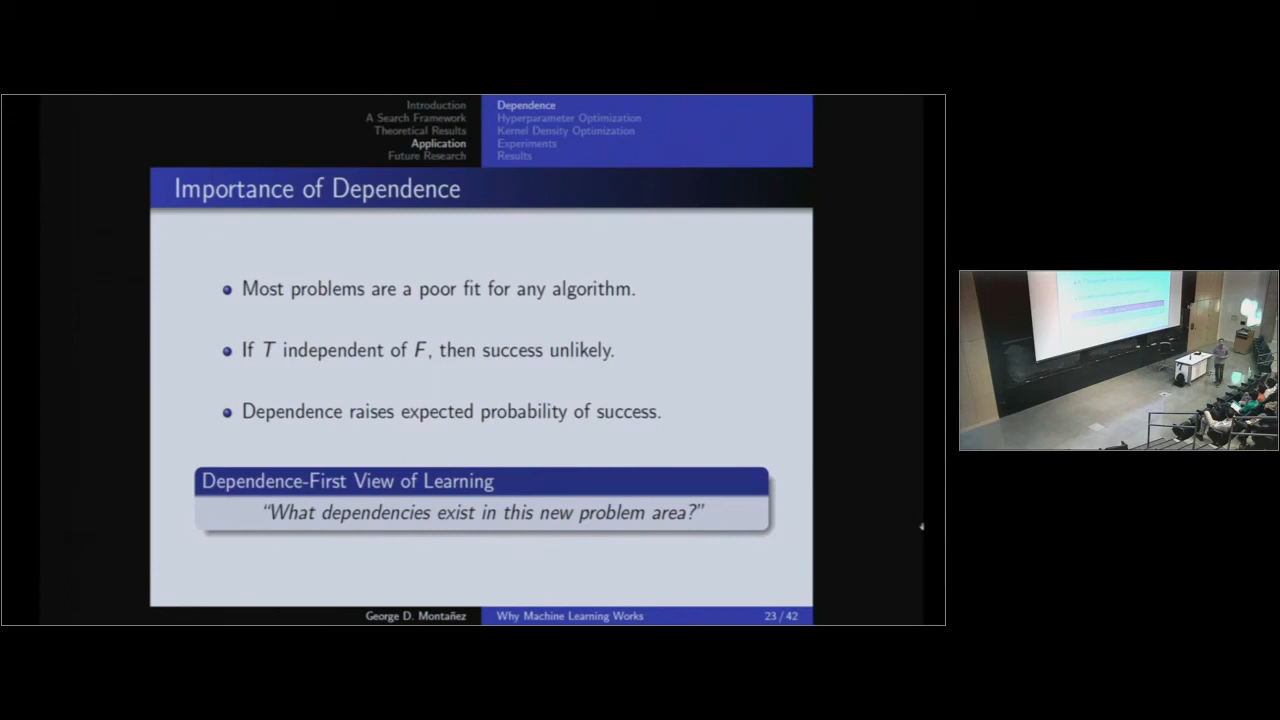 Introduction
A Search Framework
Theoretical Results
Application
Future Research
Dependence
Hyperparameter Optimization
Kernel Density Optimization
Experiments
Results
Importance of Dependence
Most problems are a poor fit for any algorithm.
If T independent of F, then success unlikely.
Dependence raises expected probability of success.
Dependence-First View of Learning
“What dependencies exist in this new problem area?”
George D. Montañez
Why Machine Learning Works
23 / 42